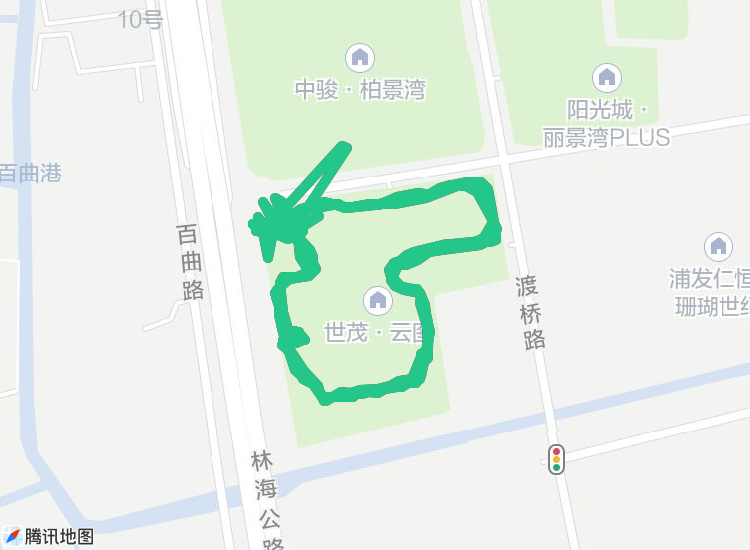 10号
中骏·柏景湾
阳光城·
丽景湾PLUS
百曲港
百曲路
浦发仁恒
珊瑚世纪
渡桥路
世茂·云图
林海公路
腾讯地图